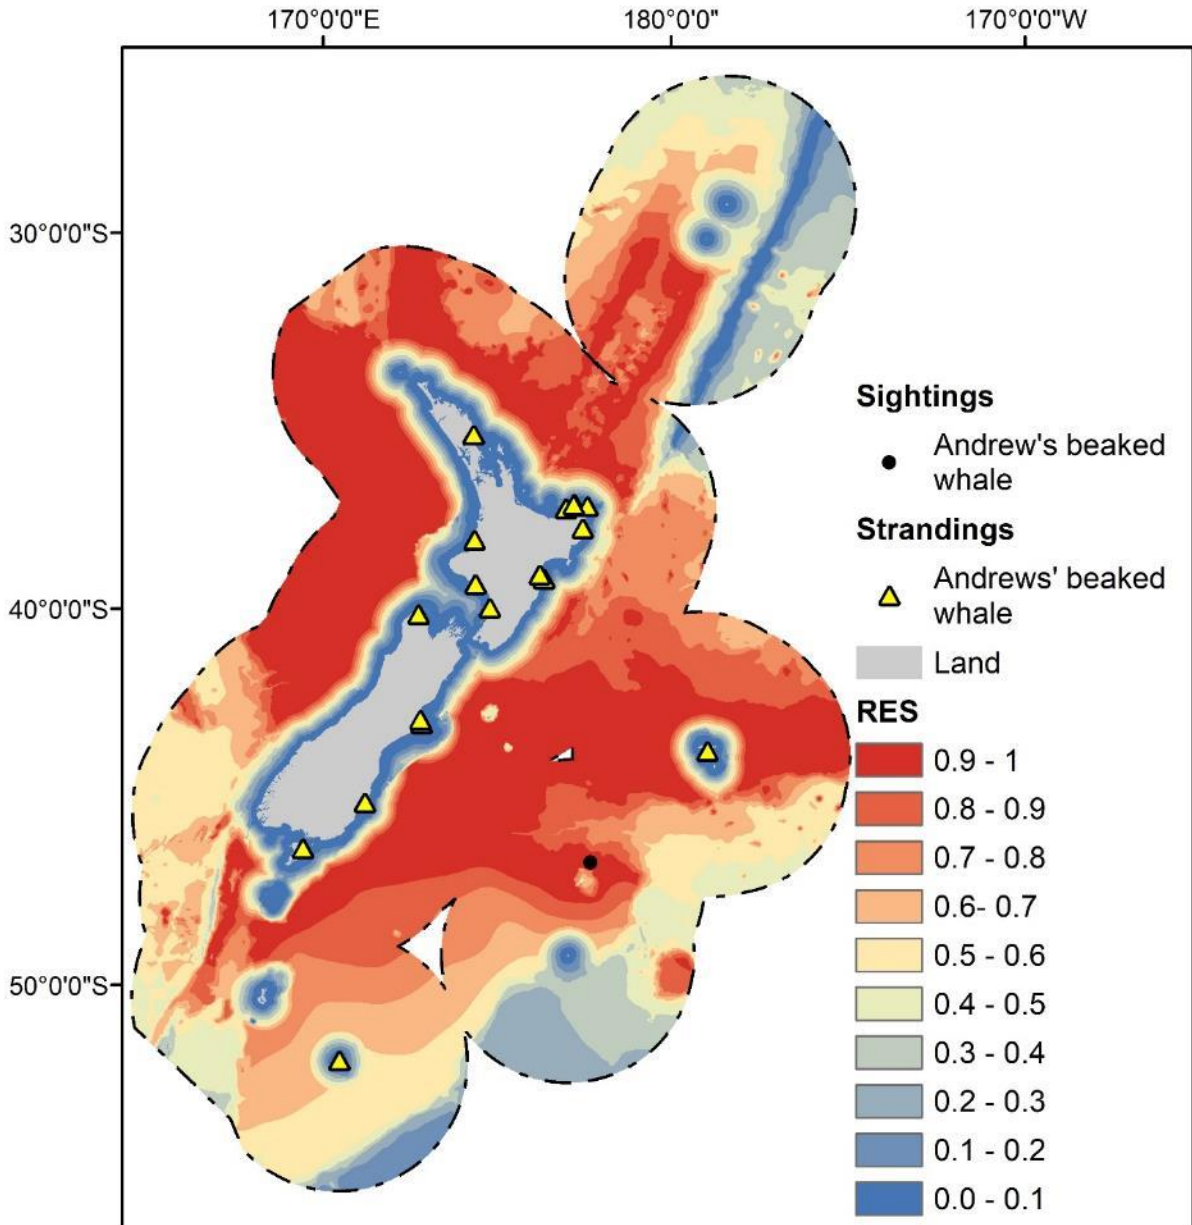 170°0'0"E
180°0'0"
170°0'0"W
30°0'0"S
40°0'0"S
50°0'0"S
Sightings
Andrew's beaked
whale
Strandings
Andrews' beaked
whale
Land
RES
0.9 - 1
0.8 - 0.9
0.7 - 0.8
0.6- 0.7
0.5 - 0.6
0.4 - 0.5
0.3 - 0.4
0.2 - 0.3
0.1 - 0.2
0.0 - 0.1